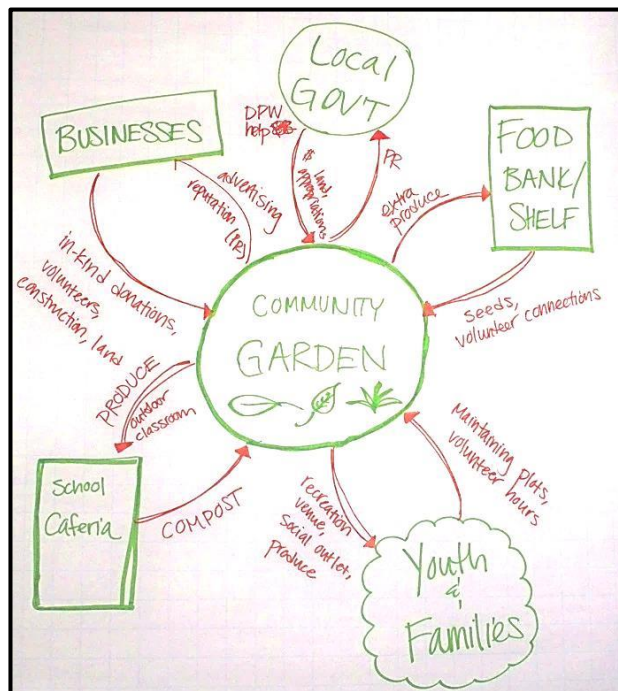 Local
GOV'T
BUSINESSES
DPW
help
$ land,
appropriations
PR
FOOD
BANK/
SHELF
advertising
reputation (PR)
extra
produce
in-kind donations,
volunteers,
construction, land
COMMUNITY
GARDEN
seeds,
volunteer connections
PRODUCE
outdoor
classroom
School
Caferia
COMPOST
recreation
venue,
social outlet,
produce
Maintaining plots,
volunteer hours
Youth
&
Families